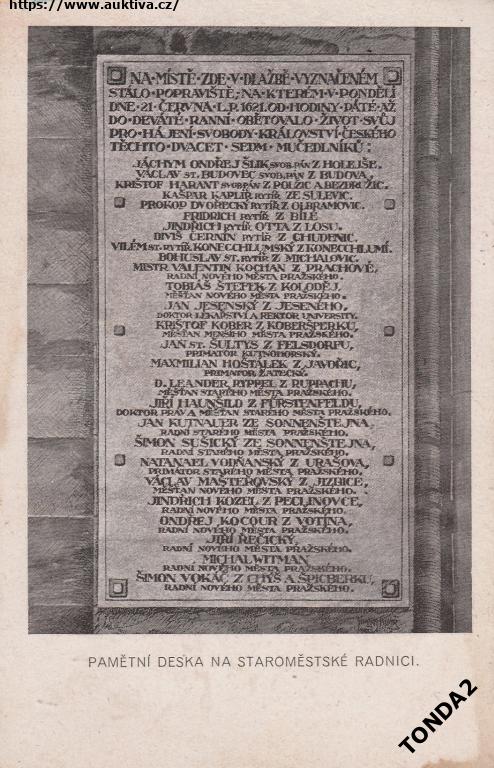 https://www.auktiva.cz/
NA·MÍSTĚ·ZDE·V·DLAŽBĚ·VYZNAČENÉM
STÁLO·POPRAVIŠTĚ, NA·KTERÉM·V·PONDĚLÍ
DNE·21·ČERVNA·L.P.1621.OD·HODINY·PÁTÉ·AŽ
DO·DEVÁTÉ·RANNÍ·OBĚTOVALO·ŽIVOT·SVŮJ
PRO·HÁJENÍ·SVOBODY·KRÁLOVSTVÍ·ČESKÉHO
TĚCHTO·DVACET·SEDM·MUČEDLNÍKŮ:
JÁCHYM ONDŘEJ ŠLIK SVOB.PÁN Z HOLEJŠE.
VÁCLAV ST. BUDOVEC SVOB.PÁN Z BUDOVA,
KRIŠTOF HARANT SVOB.PÁN Z POLŽIC A BEZDRUŽIC.
KAŠPAR KAPLÍŘ RYTÍŘ ZE SULEVIC.
PROKOP DVOŘECKÝ RYTÍŘ Z OLBRAMOVIC.
FRIDRICH RYTÍŘ Z BÍLÉ
JINDŘICH RYTÍŘ OTTA Z LOSU.
DIVIŠ ČERNÍN RYTÍŘ Z CHUDENIC.
VILÉM ST. RYTÍŘ KONECCHLUMSKÝ Z KONECCHLUMÍ.
BOHUSLAV ST. RYTÍŘ Z MICHALOVIC.
MISTR VALENTIN KOCHAN Z PRACHOVÉ,
RADNÍ NOVÉHO MĚSTA PRAŽSKÉHO.
TOBIÁŠ ŠTEFEK Z KOLODĚJ.
MĚŠŤAN NOVÉHO MĚSTA PRAŽSKÉHO.
JAN JESENSKÝ Z JESENÉHO,
DOKTOR LÉKAŘSTVÍ A REKTOR UNIVERSITY.
KRIŠTOF KOBER Z KOBERŠPERKU,
MĚŠŤAN MENŠÍHO MĚSTA PRAŽSKÉHO.
JAN ST. ŠULTYS Z FELSDORFU,
PRIMÁTOR KUTNOHORSKÝ.
MAXMILIAN HOŠŤÁLEK Z JAVOŘIC,
PRIMÁTOR ŽATECKÝ.
D. LEANDER RYPPEL Z RUPPACHU,
MĚŠŤAN STARÉHO MĚSTA PRAŽSKÉHO.
JIŘÍ HAUNŠILD Z FÜRSTENFELDU,
DOKTOR PRÁV A MĚŠŤAN STARÉHO MĚSTA PRAŽSKÉHO.
JAN KUTNAUER ZE SONNENŠTEJNA,
RADNÍ STARÉHO MĚSTA PRAŽSKÉHO.
ŠIMON SUŠICKÝ ZE SONNENŠTEJNA,
RADNÍ STARÉHO MĚSTA PRAŽSKÉHO.
NATANAEL VODŇANSKÝ Z URAŠOVA,
PRIMÁTOR STARÉHO MĚSTA PRAŽSKÉHO.
VÁCLAV MAŠŤEROVSKÝ Z JIZBICE,
MĚŠŤAN NOVÉHO MĚSTA PRAŽSKÉHO.
JINDŘICH KOZEL Z PECLINOVCE,
RADNÍ NOVÉHO MĚSTA PRAŽSKÉHO.
ONDŘEJ KOCOUR Z VOTÍNA,
RADNÍ NOVÉHO MĚSTA PRAŽSKÉHO.
JIŘÍ ŘEČICKÝ,
RADNÍ NOVÉHO MĚSTA PRAŽSKÉHO.
MICHAL WITMAN
RADNÍ NOVÉHO MĚSTA PRAŽSKÉHO.
ŠIMON VOKÁČ Z CHÝŠ A ŠPICBERKU,
RADNÍ NOVÉHO MĚSTA PRAŽSKÉHO.
PAMĚTNÍ DESKA NA STAROMĚSTSKÉ RADNICI.
TONDA2